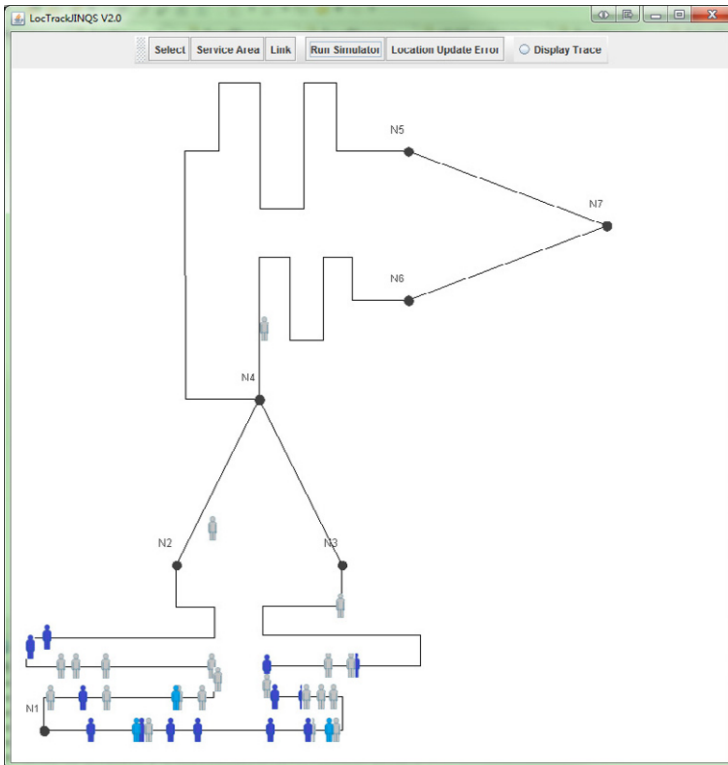 LocTrackJINQS V2.0
Select Service Area Link Run Simulator Location Update Error Display Trace
N5
N7
N6
N4
N2 N3
N1